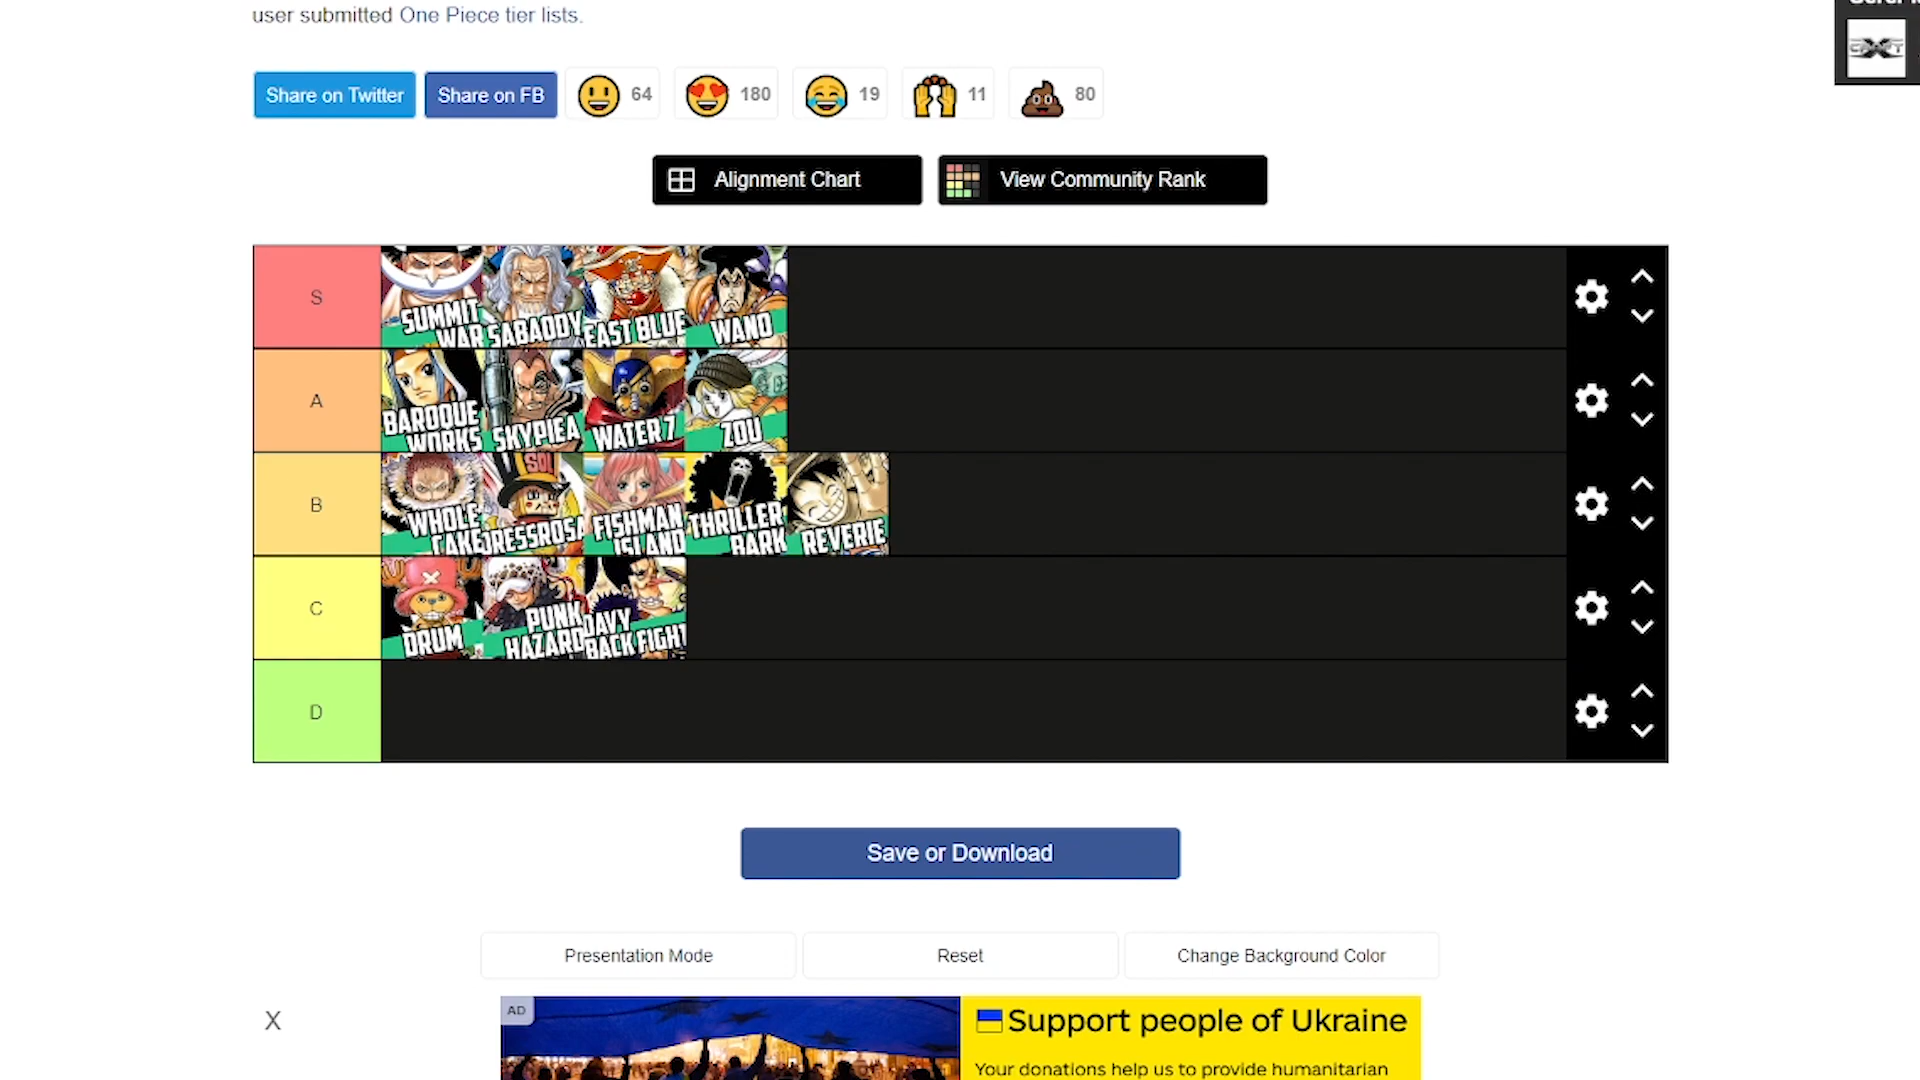 user submitted One Piece tier lists.
Share on Twitter
Share on FB
64
180
19
11
80
Alignment Chart
View Community Rank
S
SUMMIT
WAR
SABAODY
EAST BLUE
WANO
A
BAROQUE
WORKS
SKYPIEA
WATER 7
ZOU
B
WHOLE
CAKE
DRESSROSA
FISHMAN
ISLAND
THRILLER
BARK
REVERIE
C
DRUM
PUNK
HAZARD
DAVY
BACK FIGHT
D
Save or Download
Presentation Mode
Reset
Change Background Color
X
AD
Support people of Ukraine
Your donations help us to provide humanitarian